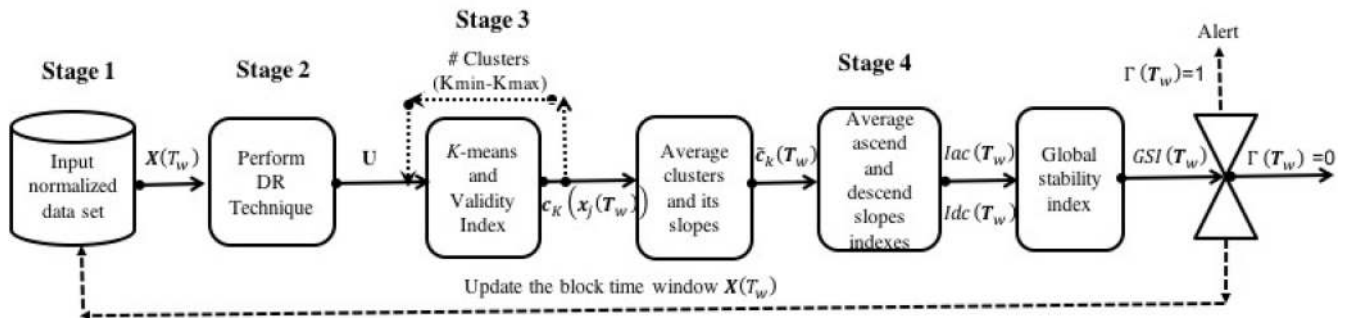 Stage 1
Input
normalized
data set
X(T_w)
Stage 2
Perform
DR
Technique
U
Stage 3
# Clusters
(Kmin-Kmax)
K-means
and
Validity
Index
c_K(x_j(T_w))
Average
clusters
and its
slopes
c̃_k(T_w)
Stage 4
Average
ascend
and
descend
slopes
indexes
Iac(T_w)
Idc(T_w)
Global
stability
index
GSI(T_w)
Alert
Γ(T_w)=1
Γ(T_w) =0
Update the block time window X(T_w)